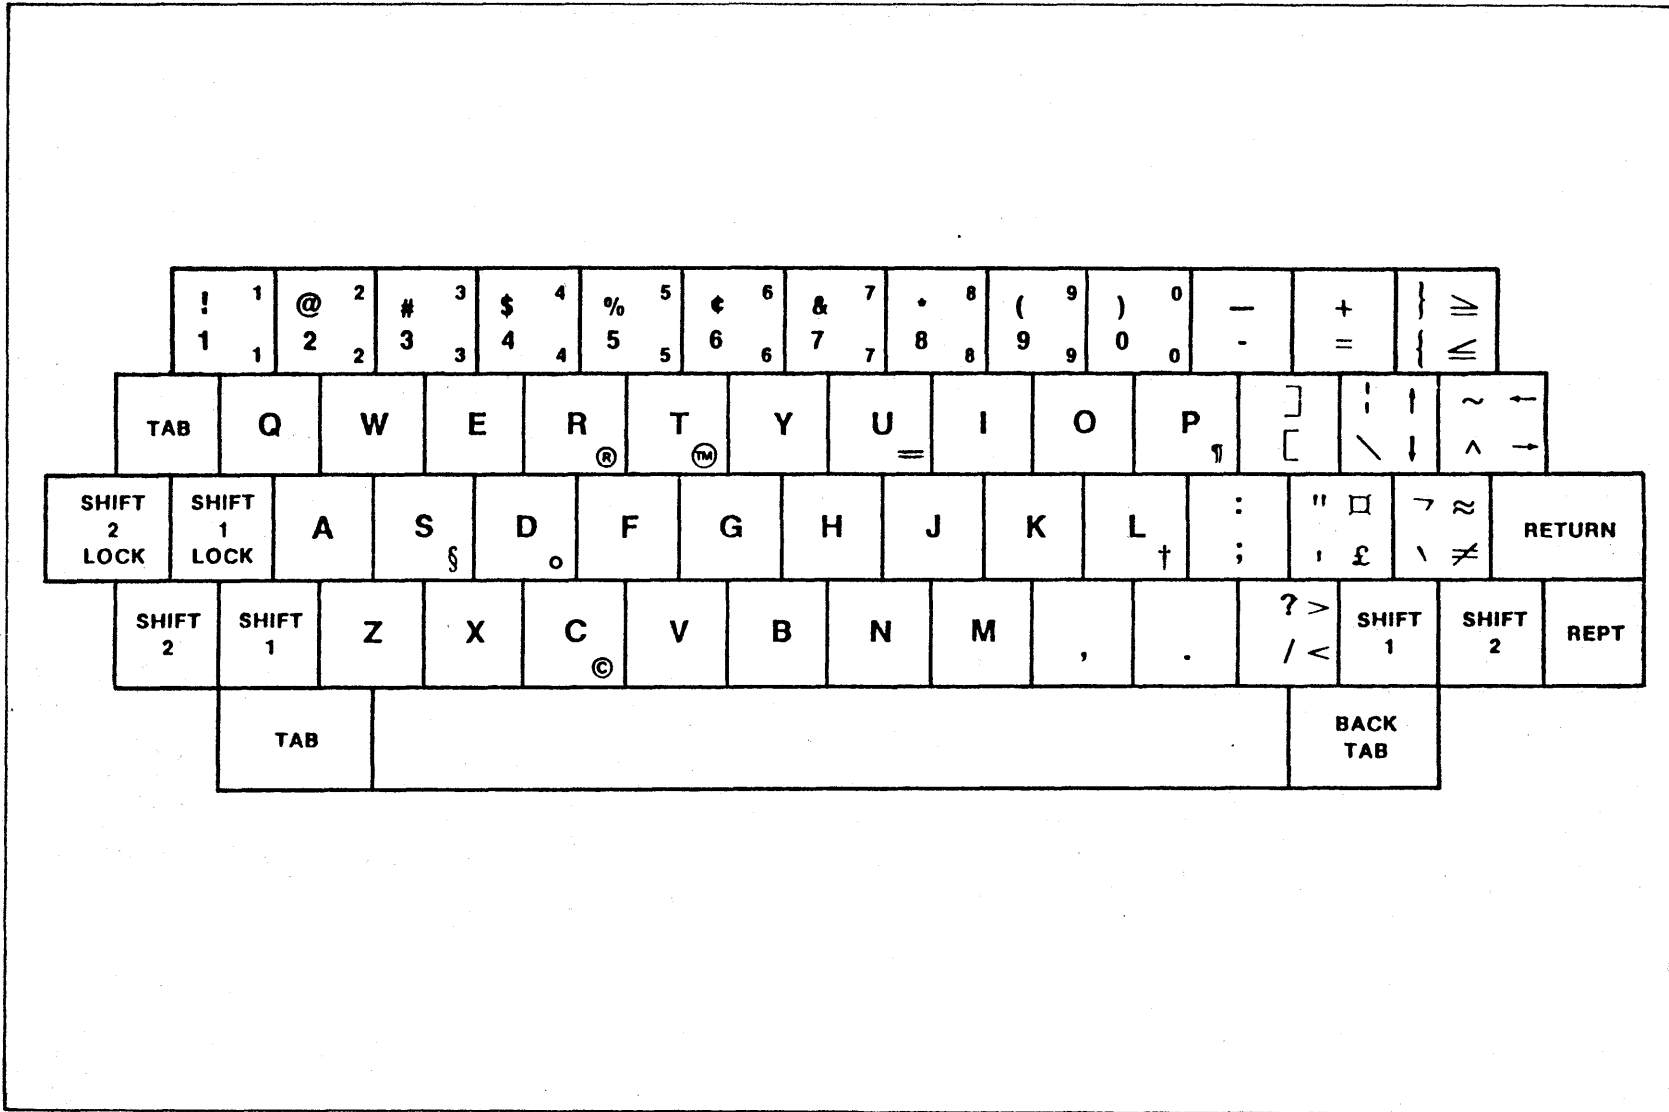 ! 1 @ 2 # 3 $ 4 % 5 ¢ 6 & 7 * 8 ( 9 ) 0 — + } ≥
1 1 2 2 3 3 4 4 5 5 6 6 7 7 8 8 9 9 0 0 - = { ≤
TAB Q W E R ® T ™ Y U = I O P ¶ ] [ ¦ ↑ \ ↓ ~ ← ^ →
SHIFT 2 LOCK SHIFT 1 LOCK A S § D o F G H J K L † : ; " ¤ ' £ ¬ ≈ ` ≠ RETURN
SHIFT 2 SHIFT 1 Z X C © V B N M , . ? > / < SHIFT 1 SHIFT 2 REPT
TAB BACK TAB